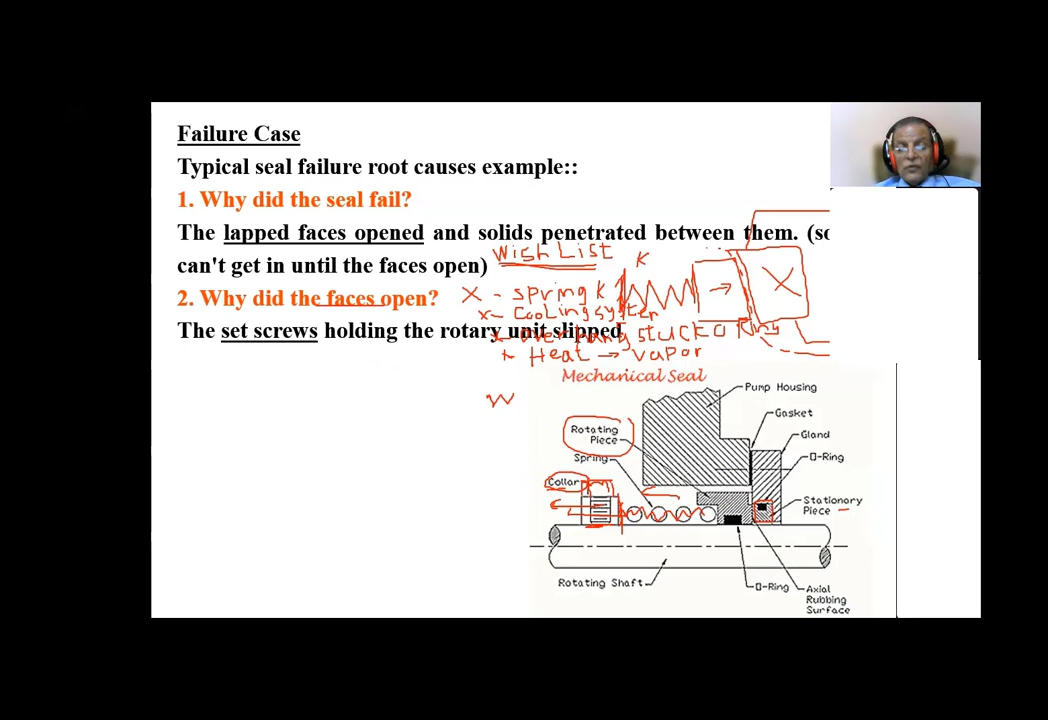 Failure Case
Typical seal failure root causes example::
1. Why did the seal fail?
The lapped faces opened and solids penetrated between them. (so
can't get in until the faces open)
Wish List
K
2. Why did the faces open?
x - spring K
x - Cooling system
The set screws holding the rotary unit slipped
x - overhang stuck o Ring
x Heat → vapor
Mechanical Seal
W
Pump Housing
Gasket
Rotating
Piece
Gland
Spring
O-Ring
Collar
Stationary
Piece
Rotating Shaft
O-Ring
Axial
Rubbing
Surface
X